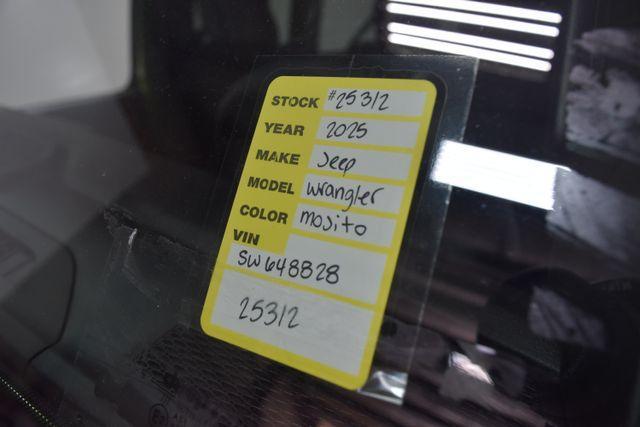 STOCK #25312
YEAR 2025
MAKE Jeep
MODEL Wrangler
COLOR mojito
VIN
SW648828
25312